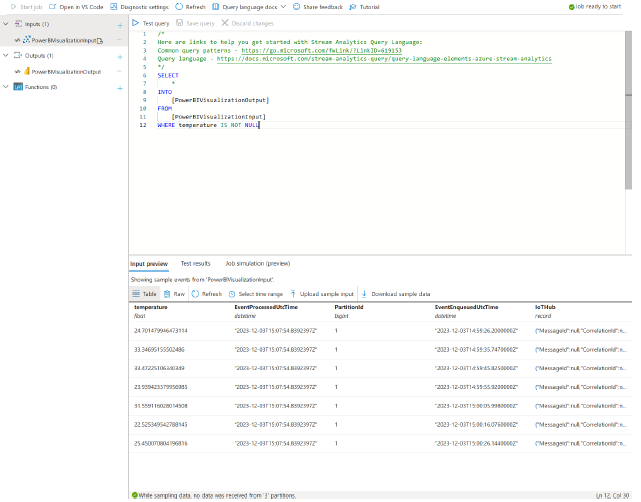 Start job Open in VS Code Diagnostic settings Refresh Query language docs Share feedback Tutorial Job ready to start
Inputs (1)
PowerBIVisualizationInput
Outputs (1)
PowerBIVisualizationOutput
Functions (0)
Test query Save query Discard changes
1 /*
2 Here are links to help you get started with Stream Analytics Query Language:
3 Common query patterns - https://go.microsoft.com/fwLink/?LinkID=619153
4 Query language - https://docs.microsoft.com/stream-analytics-query/query-language-elements-azure-stream-analytics
5 */
6 SELECT
7 *
8 INTO
9 [PowerBIVisualizationOutput]
10 FROM
11 [PowerBIVisualizationInput]
12 WHERE temperature IS NOT NULL
Input preview Test results Job simulation (preview)
Showing sample events from 'PowerBIVisualizationInput'.
Table Raw Refresh Select time range Upload sample input Download sample data
temperature EventProcessedUtcTime PartitionId EventEnqueuedUtcTime IoTHub
float datetime bigint datetime record
24.701479946473114 "2023-12-03T15:07:54.8392397Z" 1 "2023-12-03T14:59:26.2000000Z" {"MessageId":null,"CorrelationId":n...
33.34695155502486 "2023-12-03T15:07:54.8392397Z" 1 "2023-12-03T14:59:35.7470000Z" {"MessageId":null,"CorrelationId":n...
33.47225106340349 "2023-12-03T15:07:54.8392397Z" 1 "2023-12-03T14:59:45.8250000Z" {"MessageId":null,"CorrelationId":n...
23.939423379956985 "2023-12-03T15:07:54.8392397Z" 1 "2023-12-03T14:59:55.9200000Z" {"MessageId":null,"CorrelationId":n...
31.559116028014508 "2023-12-03T15:07:54.8392397Z" 1 "2023-12-03T15:00:05.9980000Z" {"MessageId":null,"CorrelationId":n...
22.525349542788145 "2023-12-03T15:07:54.8392397Z" 1 "2023-12-03T15:00:16.0760000Z" {"MessageId":null,"CorrelationId":n...
25.450070804196816 "2023-12-03T15:07:54.8392397Z" 1 "2023-12-03T15:00:26.1440000Z" {"MessageId":null,"CorrelationId":n...
While sampling data, no data was received from '3' partitions. Ln 12, Col 30